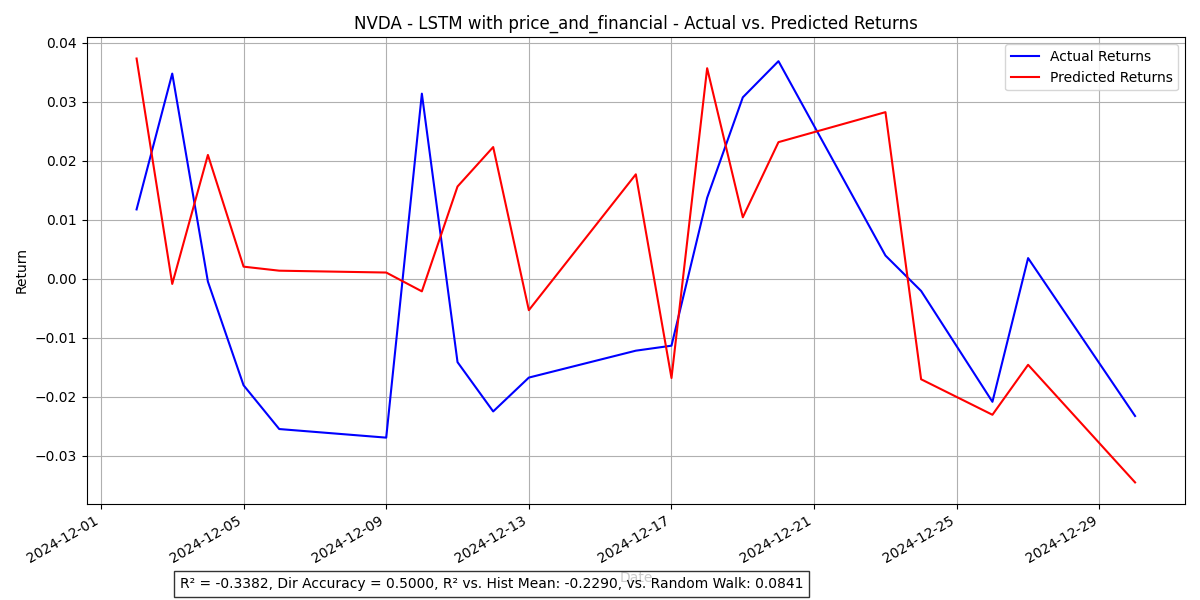 NVDA - LSTM with price_and_financial - Actual vs. Predicted Returns
Actual Returns
Predicted Returns
Return
0.04
0.03
0.02
0.01
0.00
−0.01
−0.02
−0.03
2024-12-01
2024-12-05
2024-12-09
2024-12-13
2024-12-17
2024-12-21
2024-12-25
2024-12-29
Date
R² = -0.3382, Dir Accuracy = 0.5000, R² vs. Hist Mean: -0.2290, vs. Random Walk: 0.0841